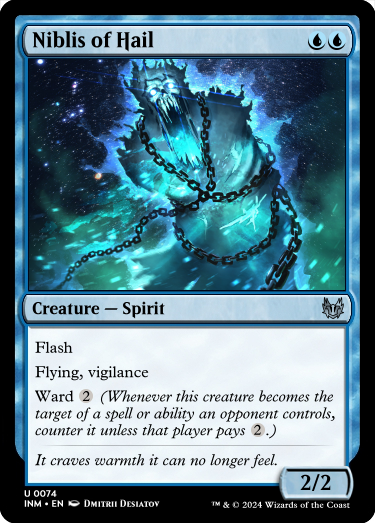 Niblis of Hail
Creature — Spirit
Flash
Flying, vigilance
Ward 2 (Whenever this creature becomes the
target of a spell or ability an opponent controls,
counter it unless that player pays 2.)
It craves warmth it can no longer feel.
2/2
U 0074
INM • EN Dmitrii Desiatov
™ & © 2024 Wizards of the Coast